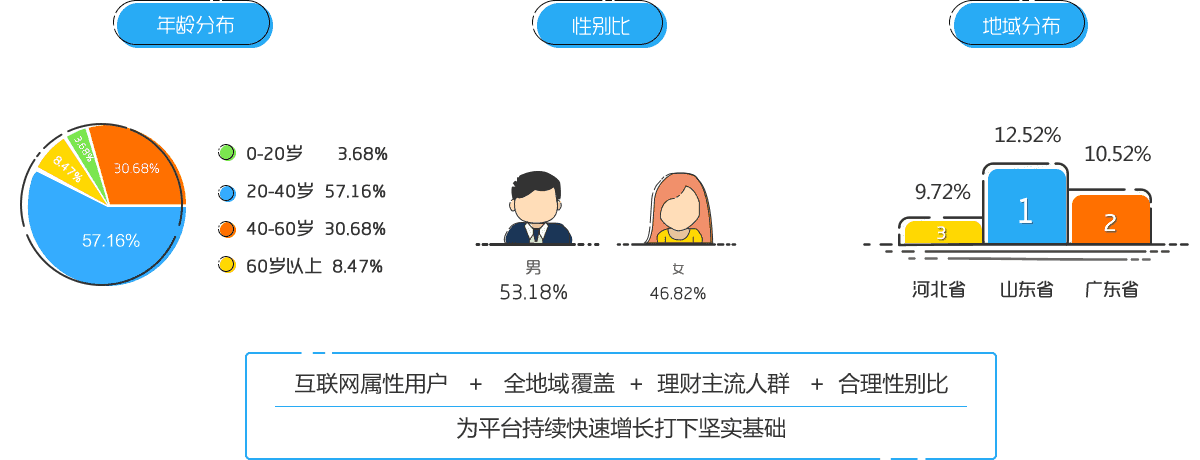 年龄分布
性别比
地域分布
3.68%
8.47%
30.68%
57.16%
0-20岁 3.68%
20-40岁 57.16%
40-60岁 30.68%
60岁以上 8.47%
男
53.18%
女
46.82%
12.52%
10.52%
9.72%
1
2
3
河北省 山东省 广东省
互联网属性用户 + 全地域覆盖 + 理财主流人群 + 合理性别比
为平台持续快速增长打下坚实基础